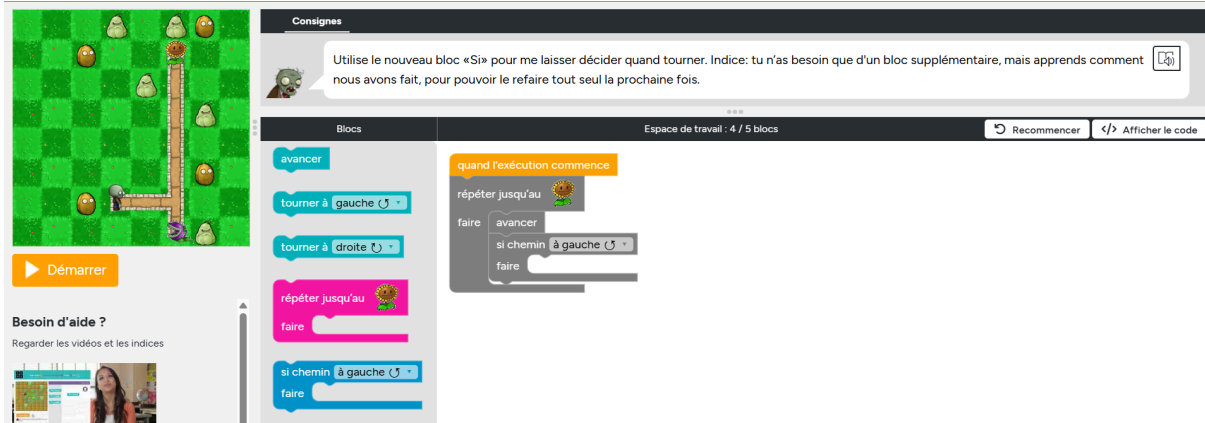 Consignes
Utilise le nouveau bloc «Si» pour me laisser décider quand tourner. Indice: tu n'as besoin que d'un bloc supplémentaire, mais apprends comment
nous avons fait, pour pouvoir le refaire tout seul la prochaine fois.
Blocs
Espace de travail : 4 / 5 blocs
Recommencer
</> Afficher le code
avancer
tourner à gauche
tourner à droite
répéter jusqu'au
faire
si chemin à gauche
faire
quand l'exécution commence
répéter jusqu'au
faire
avancer
si chemin à gauche
faire
Démarrer
Besoin d'aide ?
Regarder les vidéos et les indices